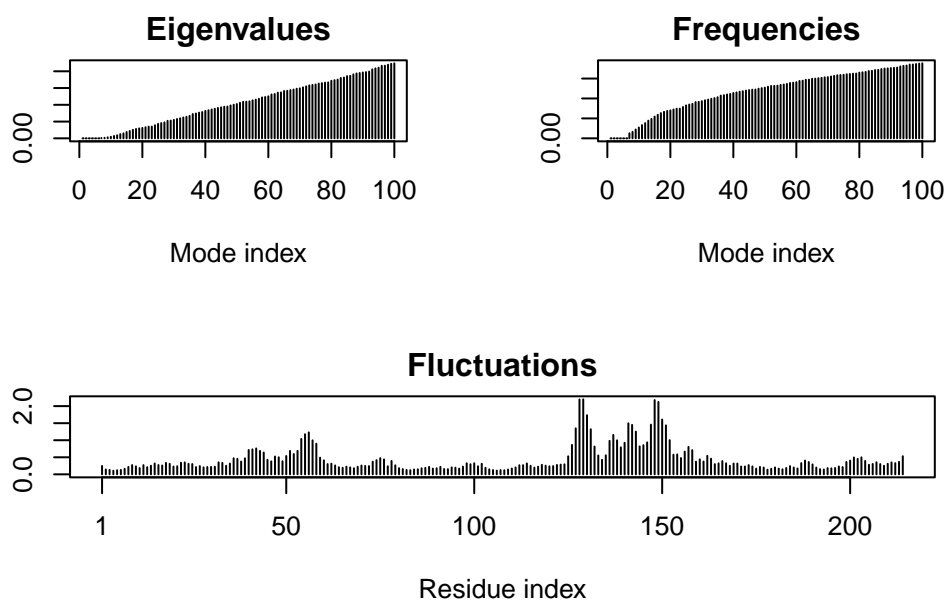 Eigenvalues
0.00
0 20 40 60 80 100
Mode index
Frequencies
0.00
0 20 40 60 80 100
Mode index
Fluctuations
0.0 2.0
1 50 100 150 200
Residue index